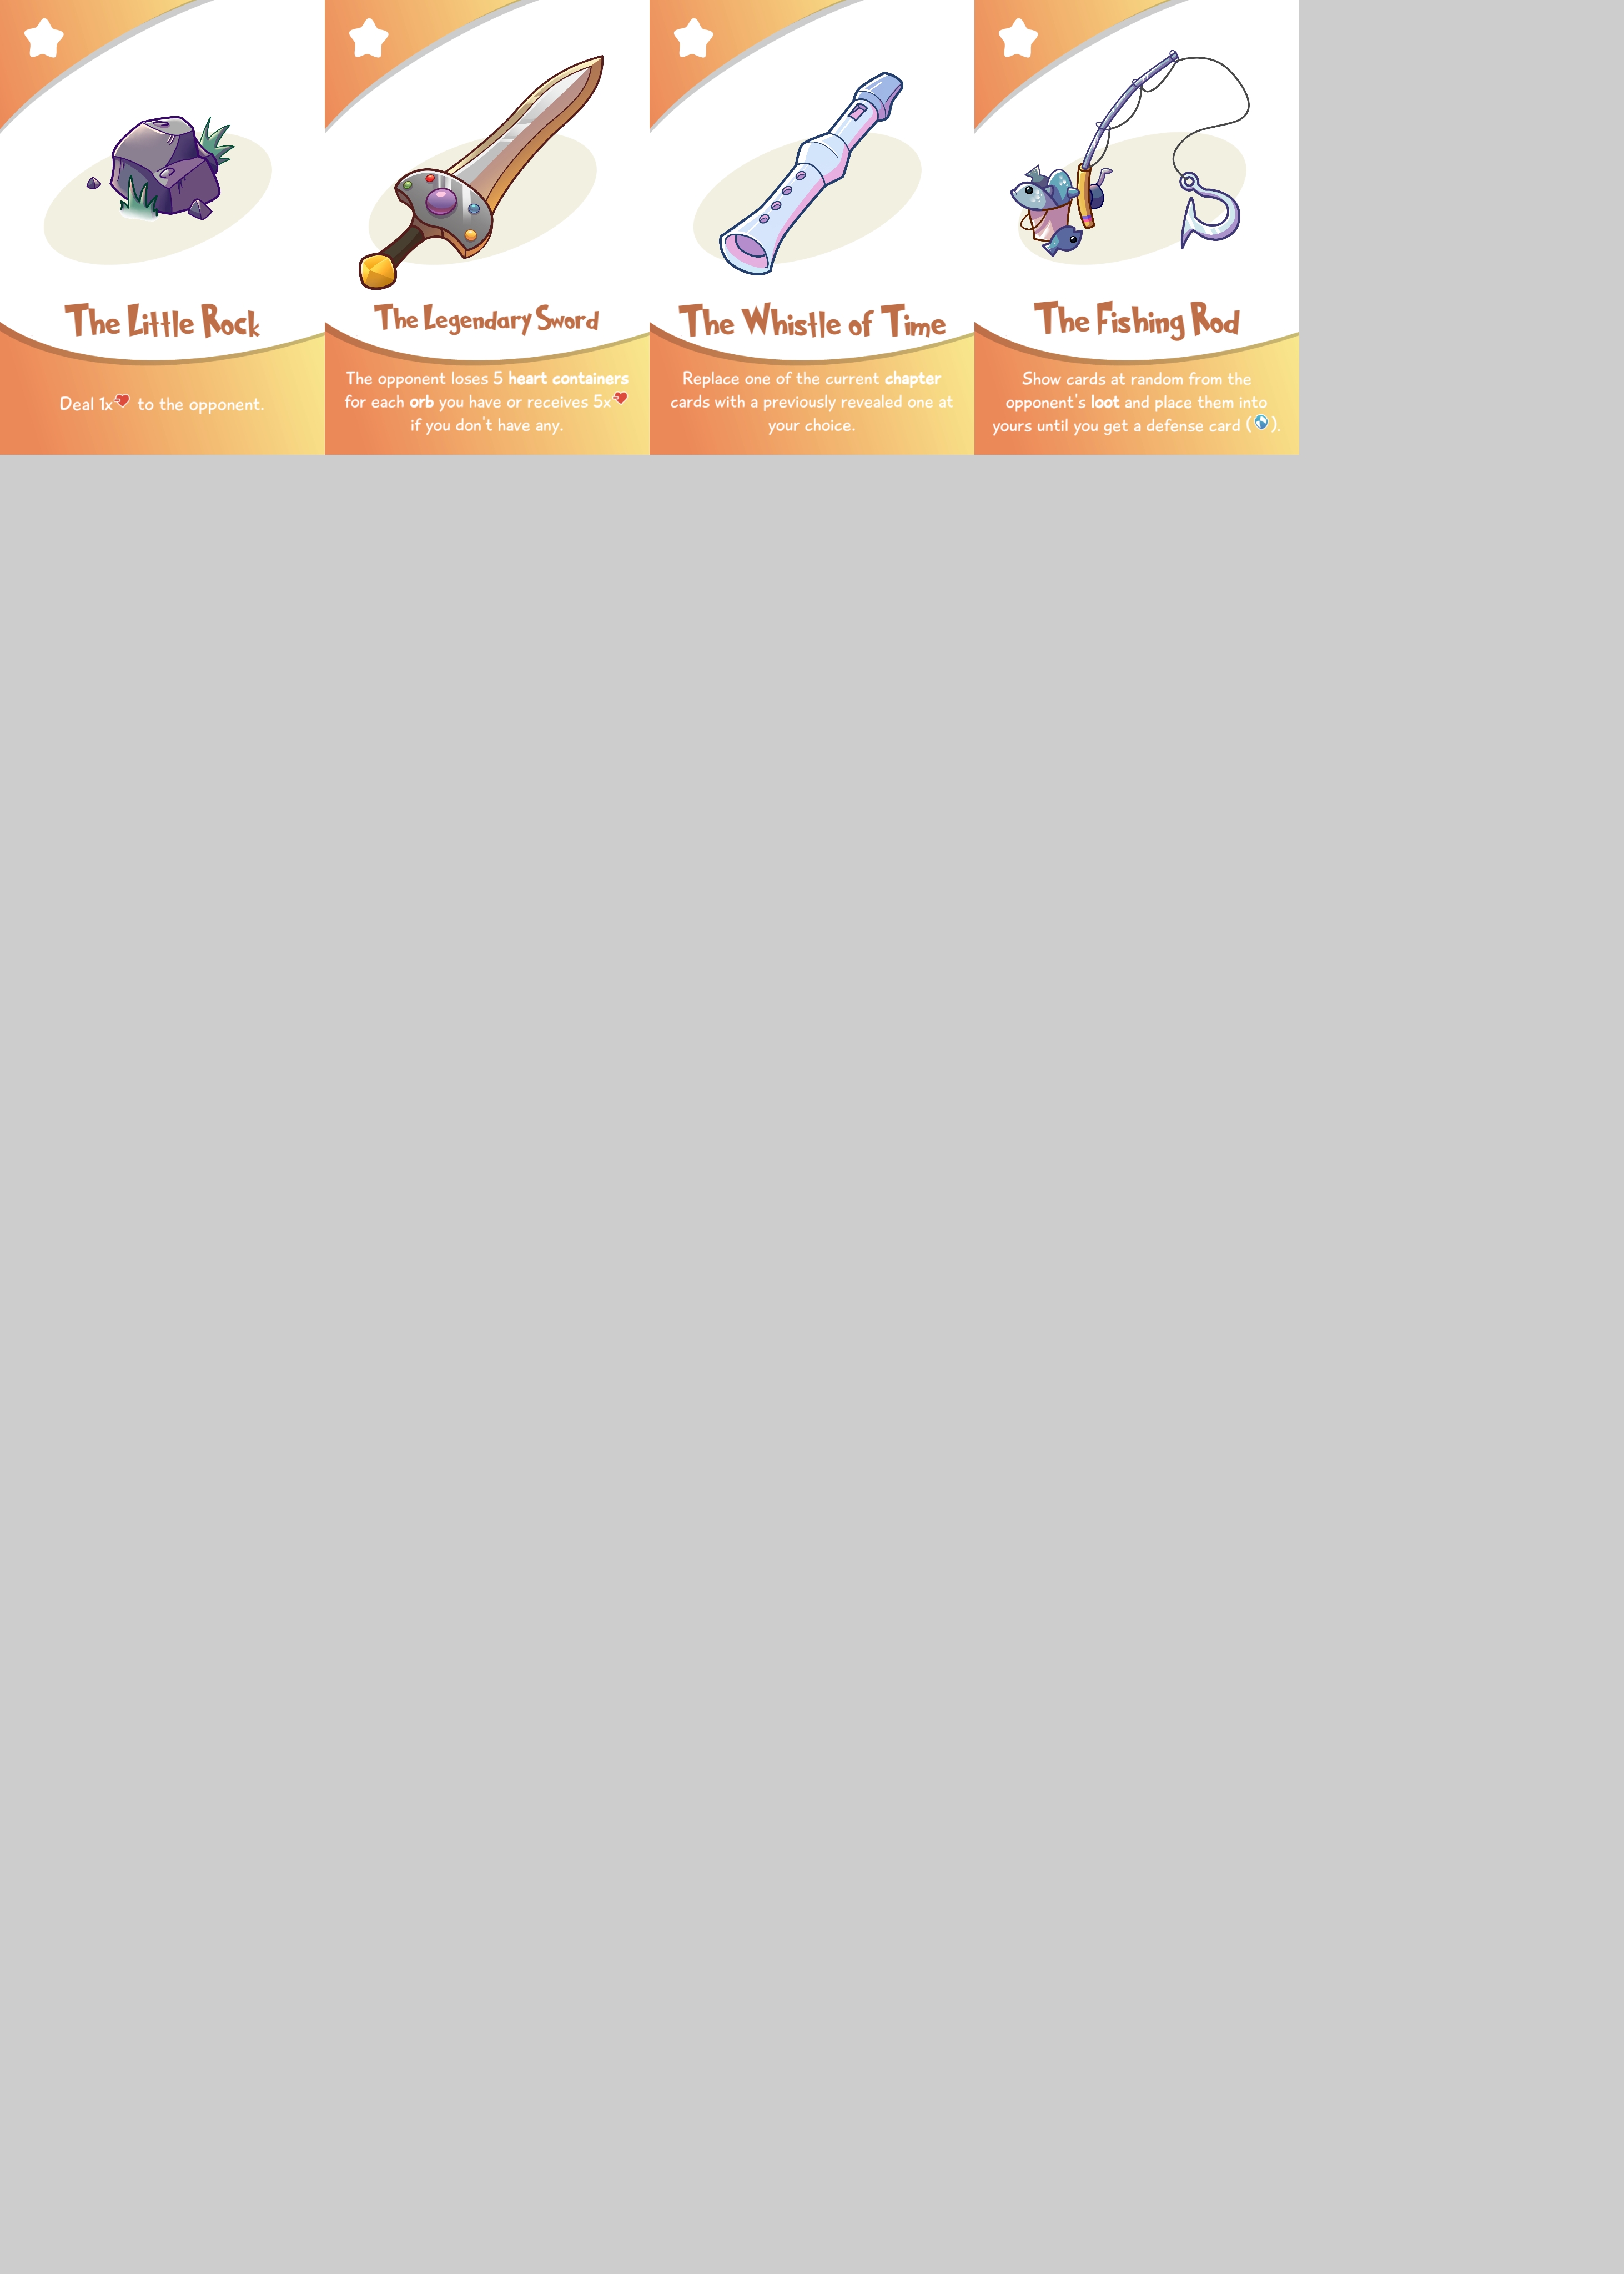 The Little Rock
Deal 1x to the opponent.
The Legendary Sword
The opponent loses 5 heart containers
for each orb you have or receives 5x
if you don't have any.
The Whistle of Time
Replace one of the current chapter
cards with a previously revealed one at
your choice.
The Fishing Rod
Show cards at random from the
opponent's loot and place them into
yours until you get a defense card ( ).